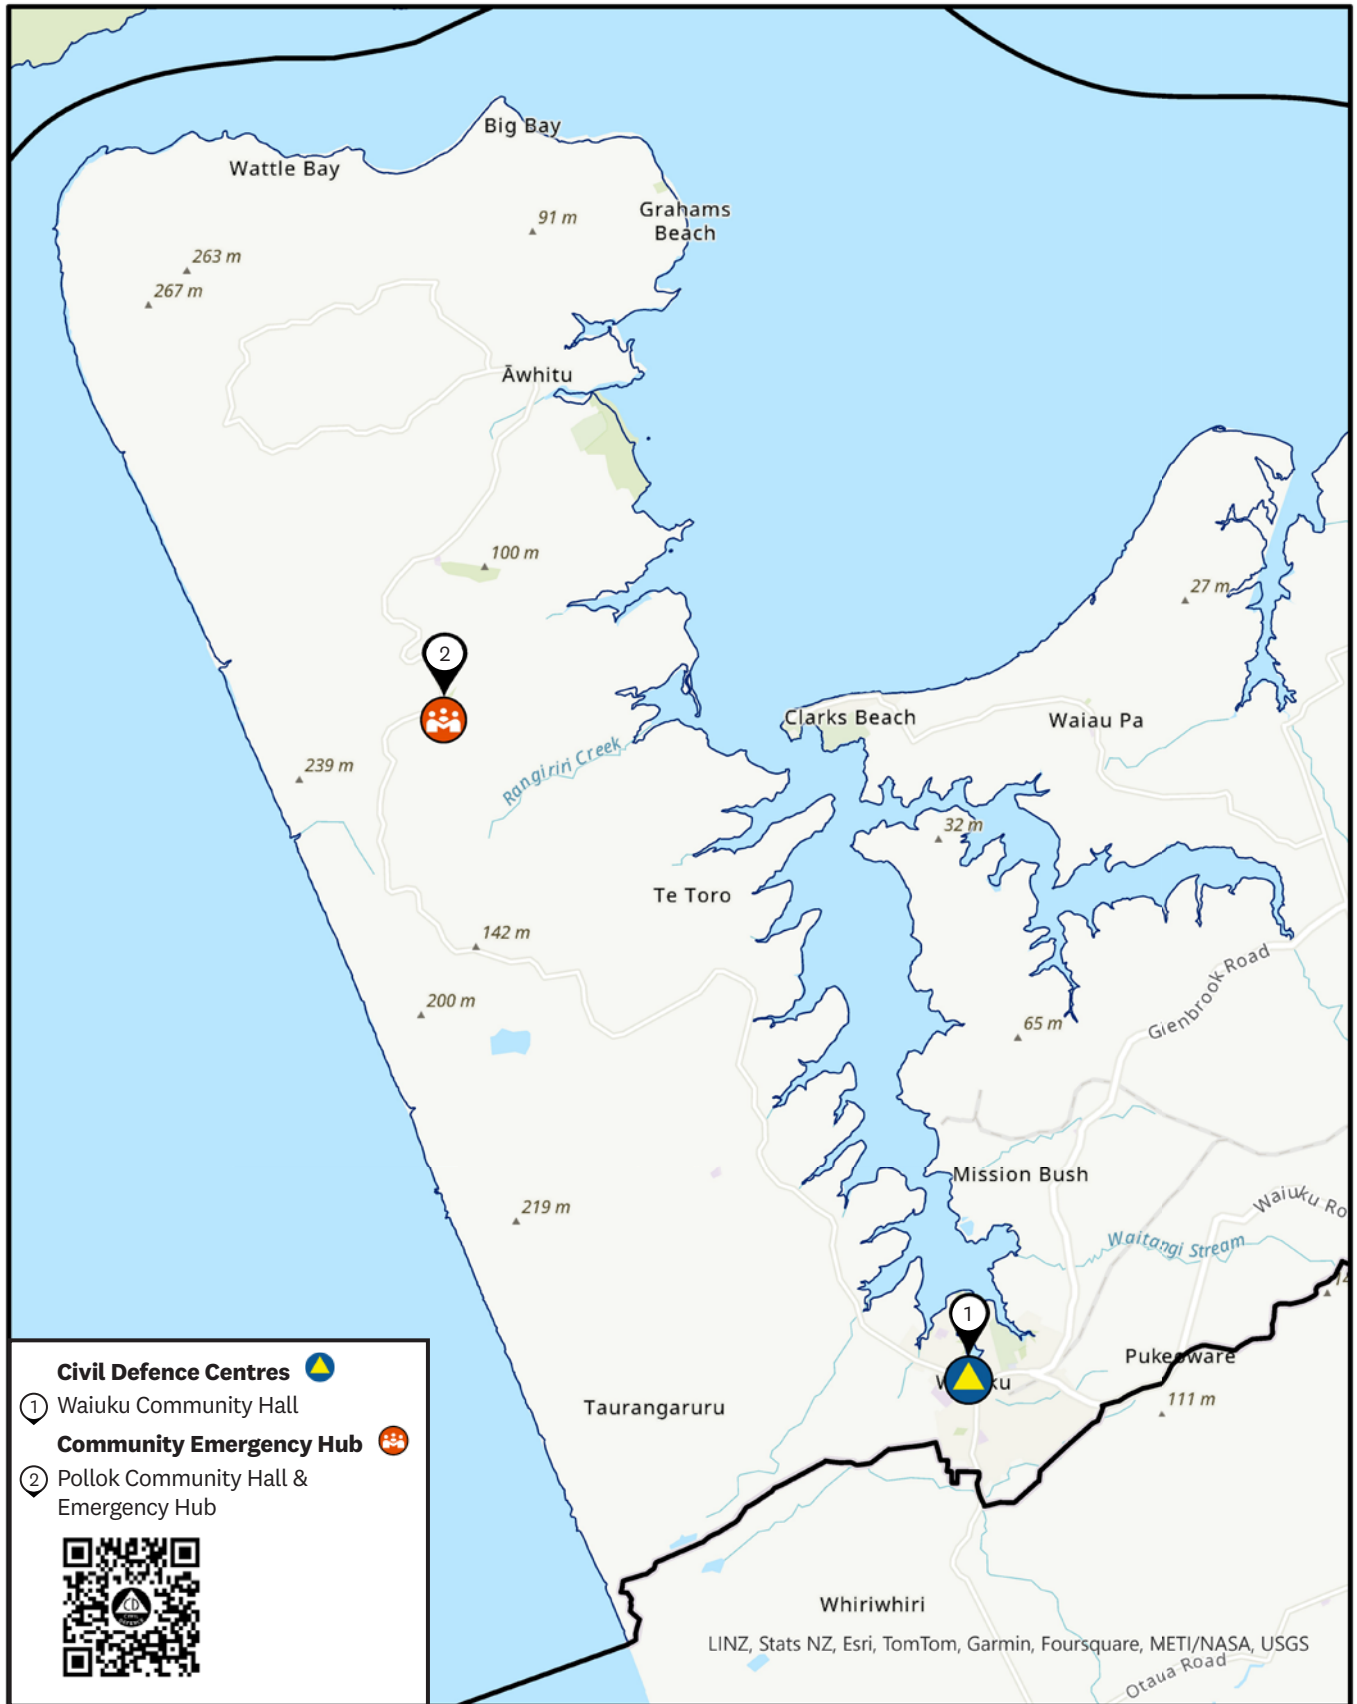 Big Bay
Wattle Bay
Grahams
Beach
91 m
263 m
267 m
Āwhitu
100 m
27 m
2
Clarks Beach
Waiau Pa
Rangiriri Creek
239 m
32 m
Te Toro
142 m
200 m
Glenbrook Road
65 m
Mission Bush
219 m
Waiuku Ro
Waitangi Stream
1
Pukeoware
111 m
Taurangaruru
Civil Defence Centres
1 Waiuku Community Hall
Community Emergency Hub
2 Pollok Community Hall &
Emergency Hub
CD
Whiriwhiri
LINZ, Stats NZ, Esri, TomTom, Garmin, Foursquare, METI/NASA, USGS
Otaua Road